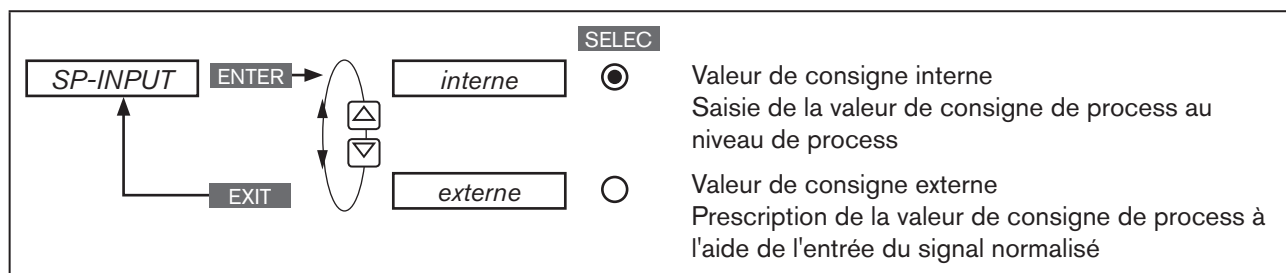 SELEC
SP-INPUT ENTER interne Valeur de consigne interne
Saisie de la valeur de consigne de process au
niveau de process
EXIT externe Valeur de consigne externe
Prescription de la valeur de consigne de process à
l'aide de l'entrée du signal normalisé